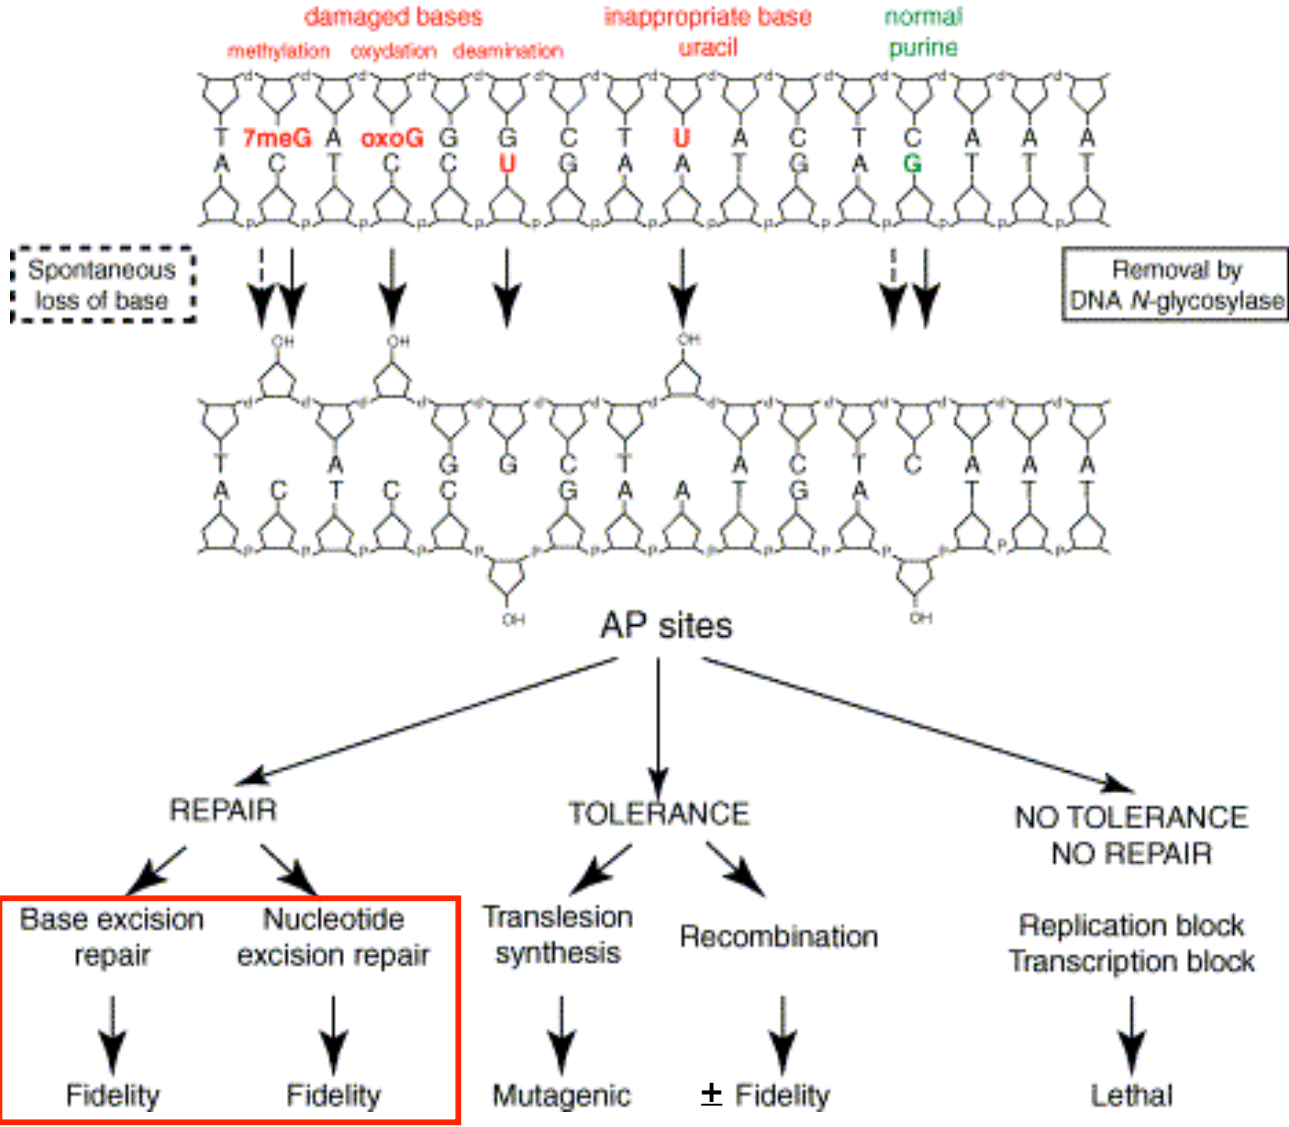 damaged bases
inappropriate base
uracil
normal
purine
methylation oxydation deamination
d d d d d d d d d d d d d d d
T 7meG A oxoG G G C T U A C T C A A A
A C T C C U G A A T G A G T T T
P P P P P P P P P P P P P P P
Spontaneous
loss of base
Removal by
DNA N-glycosylase
OH OH OH
d d d d d d d d d d d d d d d
T A G G C T A C T C A A A
A C T C C G A A T G A T T T
P P P P P P P P P P P P P P P
OH OH
AP sites
REPAIR
TOLERANCE
NO TOLERANCE
NO REPAIR
Base excision
repair
Nucleotide
excision repair
Translesion
synthesis
Recombination
Replication block
Transcription block
Fidelity
Fidelity
Mutagenic
± Fidelity
Lethal